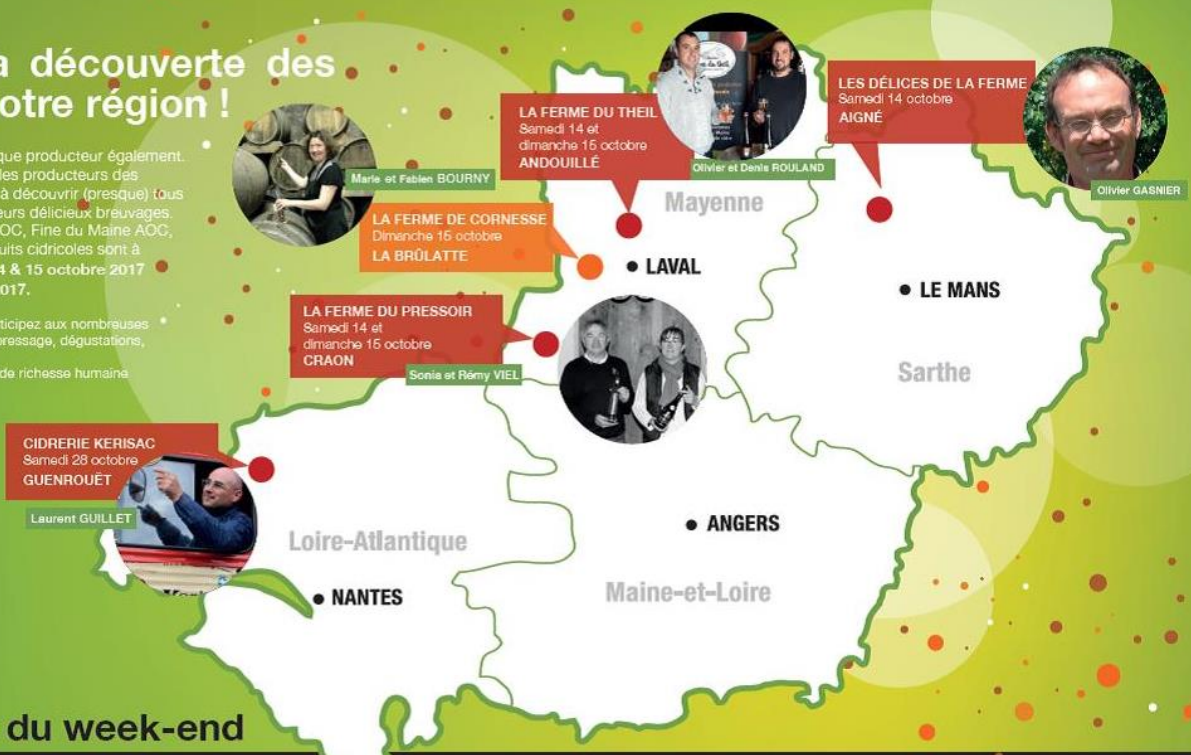 a découverte des
otre région !
que producteur également.
des producteurs des
à découvrir (presque) tous
eurs délicieux breuvages.
OC, Fine du Maine AOC,
uits cidricoles sont à
4 & 15 octobre 2017
017.
ticipez aux nombreuses
ressage, dégustations,
de richesse humaine
Marie et Fabien BOURNY
LA FERME DE CORNESSE
Dimanche 15 octobre
LA BRÛLATTE
LA FERME DU THEIL
Samedi 14 et
dimanche 15 octobre
ANDOUILLÉ
Olivier et Denis ROULAND
LES DÉLICES DE LA FERME
Samedi 14 octobre
AIGNÉ
Olivier GASNIER
Mayenne
LAVAL
LE MANS
Sarthe
LA FERME DU PRESSOIR
Samedi 14 et
dimanche 15 octobre
CRAON
Sonia et Rémy VIEL
CIDRERIE KERISAC
Samedi 28 octobre
GUENROUËT
Laurent GUILLET
Loire-Atlantique
NANTES
ANGERS
Maine-et-Loire
du week-end